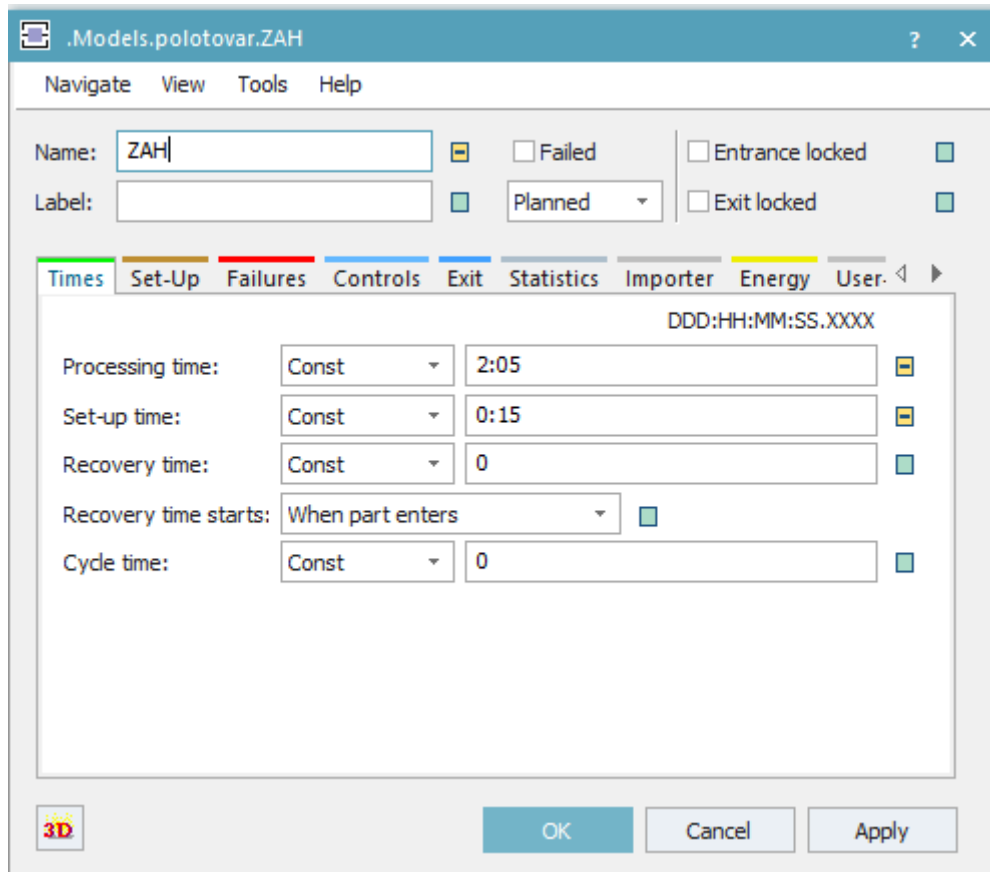 .Models.polotovar.ZAH ? ×
Navigate View Tools Help
Name: ZAH Failed Entrance locked
Label: Planned Exit locked
Times Set-Up Failures Controls Exit Statistics Importer Energy User-
DDD:HH:MM:SS.XXXX
Processing time: Const 2:05
Set-up time: Const 0:15
Recovery time: Const 0
Recovery time starts: When part enters
Cycle time: Const 0
3D OK Cancel Apply